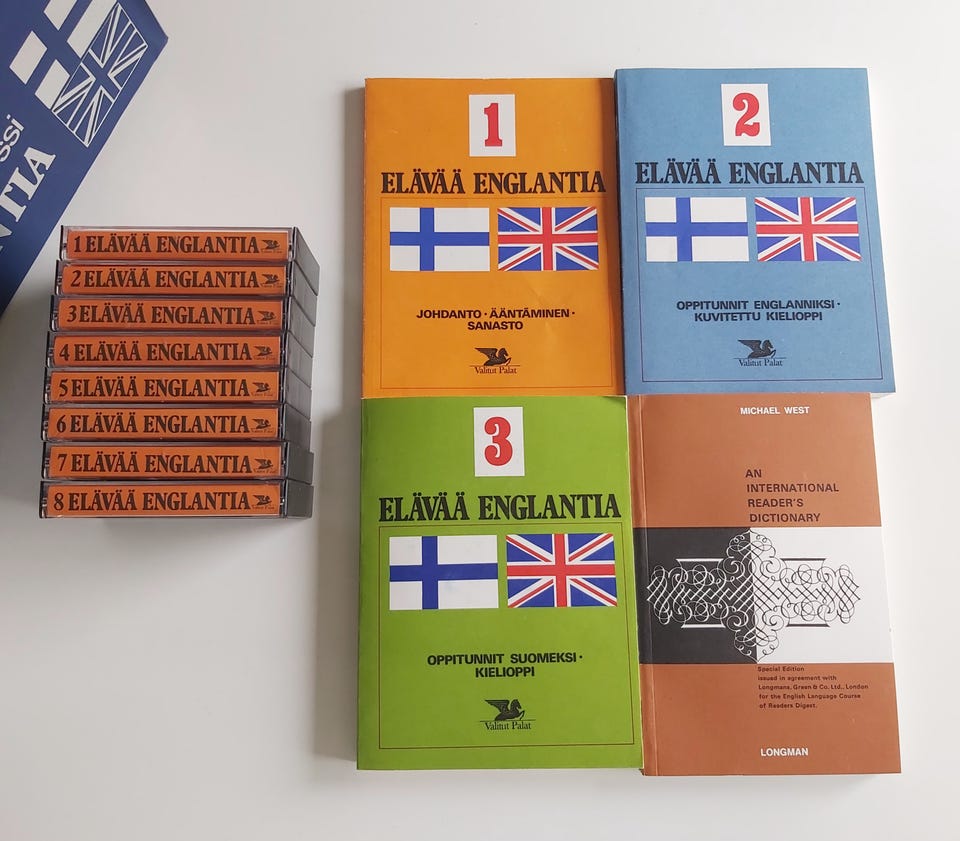 SSI
NTIA
1 ELÄVÄÄ ENGLANTIA
2 ELÄVÄÄ ENGLANTIA
3 ELÄVÄÄ ENGLANTIA
4 ELÄVÄÄ ENGLANTIA
5 ELÄVÄÄ ENGLANTIA
6 ELÄVÄÄ ENGLANTIA
7 ELÄVÄÄ ENGLANTIA
8 ELÄVÄÄ ENGLANTIA
1
ELÄVÄÄ ENGLANTIA
JOHDANTO · ÄÄNTÄMINEN ·
SANASTO
Valitut Palat
2
ELÄVÄÄ ENGLANTIA
OPPITUNNIT ENGLANNIKSI ·
KUVITETTU KIELIOPPI
Valitut Palat
3
ELÄVÄÄ ENGLANTIA
OPPITUNNIT SUOMEKSI ·
KIELIOPPI
Valitut Palat
MICHAEL WEST
AN
INTERNATIONAL
READER'S
DICTIONARY
Special Edition
issued in agreement with
Longmans, Green & Co. Ltd., London
for the English Language Course
of Readers Digest.
LONGMAN